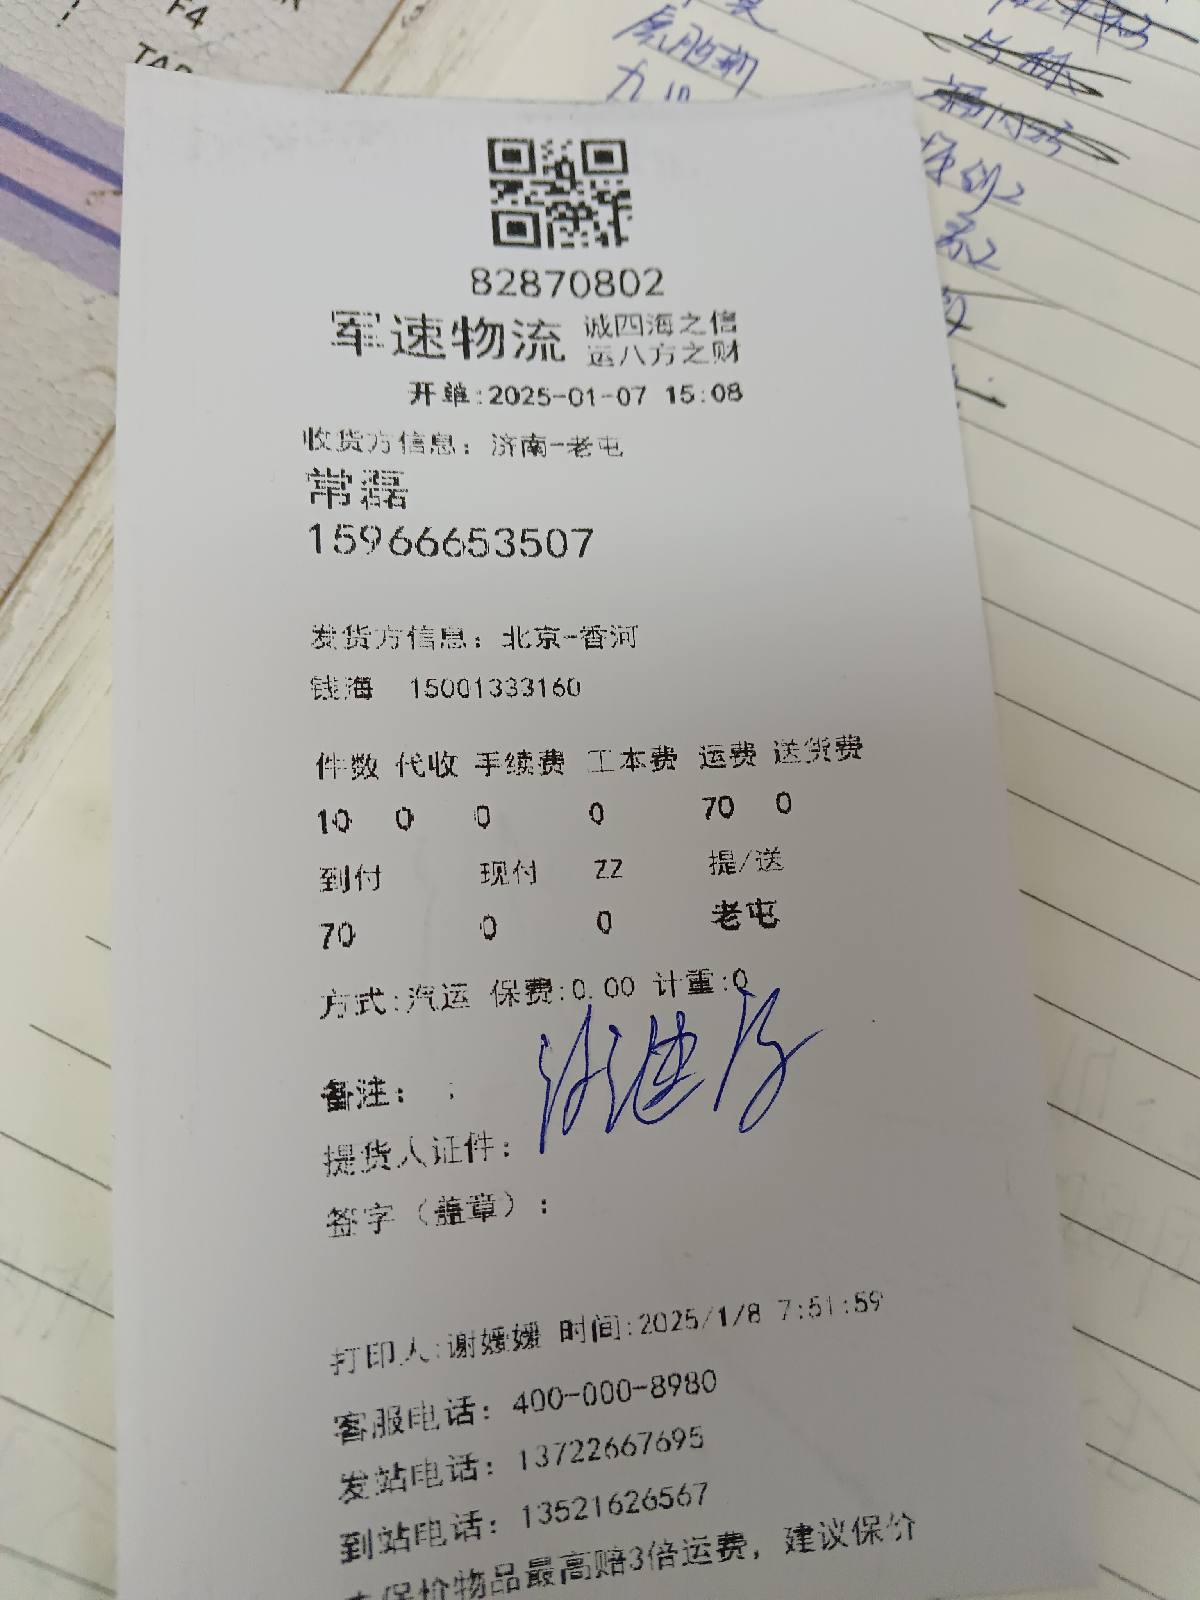 F4
82870802
军速物流 诚四海之信
运八方之财
开单:2025-01-07 15:08
收货方信息：济南-老屯
常磊
15966653507
发货方信息：北京-香河
钱海 15001333160
件数 代收 手续费 工本费 运费 送货费
10 0 0 0 70 0
到付 现付 ZZ 提/送
70 0 0 老屯
方式:汽运 保费:0.00 计重:0
备注： ;
提货人证件：
签字（盖章）：
打印人:谢媛媛 时间:2025/1/8 7:51:59
客服电话：400-000-8980
发站电话：13722667695
到站电话：13521626567
保价物品最高赔3倍运费，建议保价